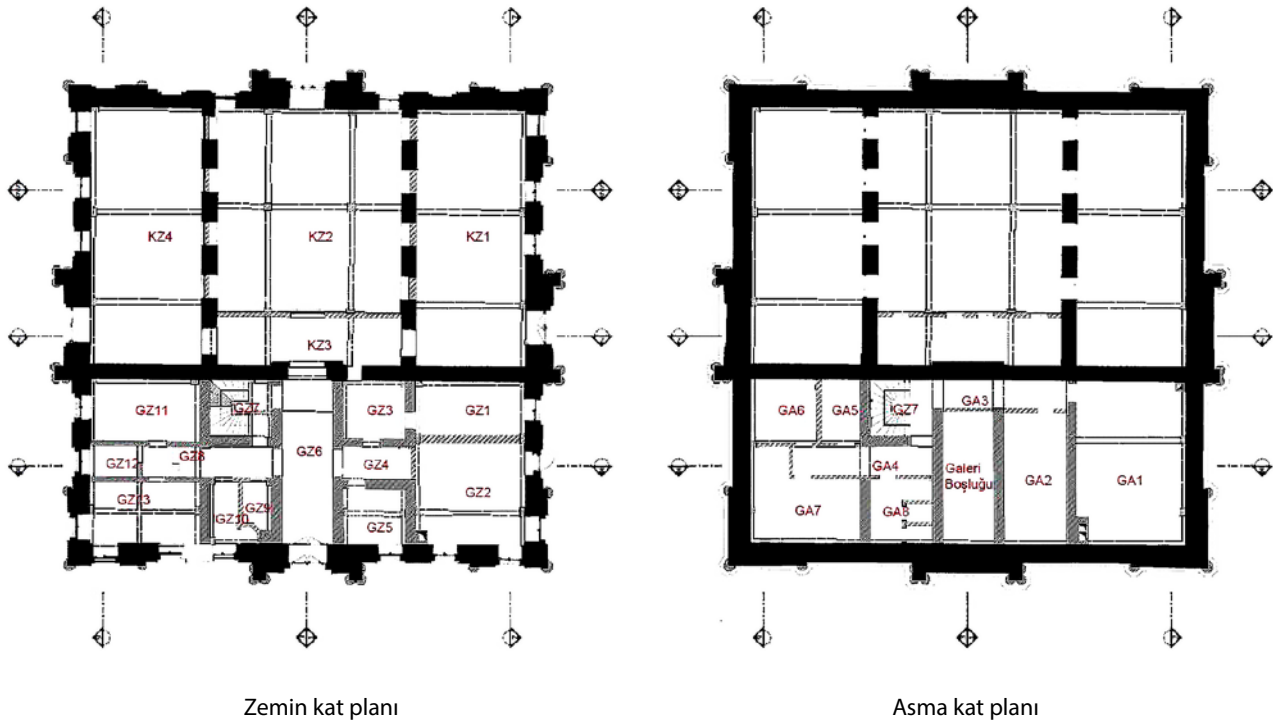 KZ4
KZ2
KZ1
KZ3
GZ11
GZ7
GZ3
GZ1
GZ6
GZ8
GZ12
GZ4
GZ13
GZ2
GZ9
GZ10
GZ5
Zemin kat planı
GA3
GA6
GA5
GZ7
GA4
Galeri
Boşluğu
GA2
GA1
GA7
GA8
Asma kat planı